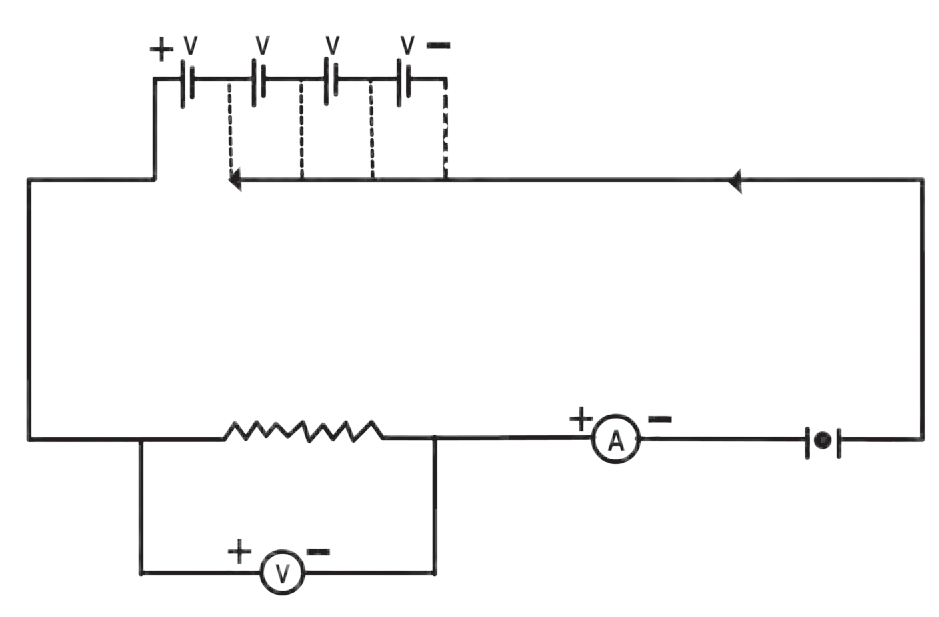 + V V V V −
+ A −
+ V −